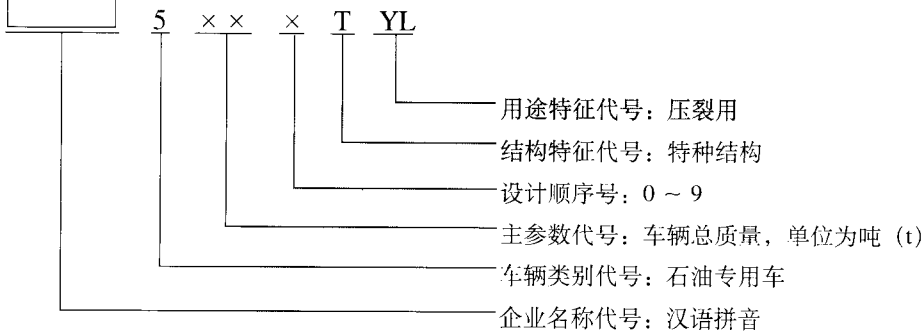 5 ×× × T YL
用途特征代号：压裂用
结构特征代号：特种结构
设计顺序号：0 ~ 9
主参数代号：车辆总质量，单位为吨（t）
车辆类别代号：石油专用车
企业名称代号：汉语拼音